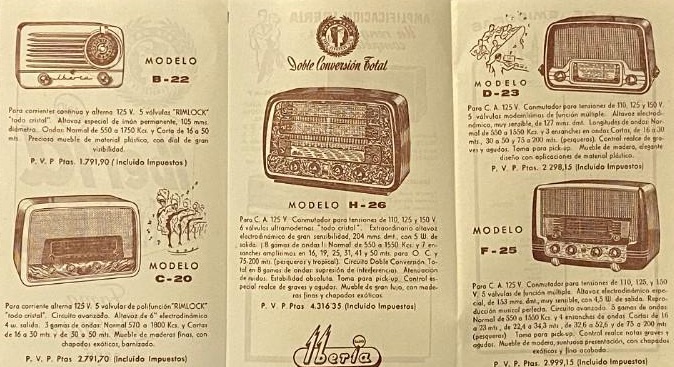 MODELO
B-22
Para corrientes continua y alterna 125 V. 5 válvulas "RIMLOCK"
"todo cristal". Altavoz especial de imán permanente, 105 mms.
diámetro. Ondas: Normal de 550 a 1750 Kcs. y Corta de 16 a 50
mts. Precioso mueble de material plástico, con dial de gran
visibilidad.
P. V. P Ptas. 1.791,90 (Incluido Impuestos)
MODELO
C-20
Para corriente alterna 125 V. 5 válvulas de polifunción "RIMLOCK"
"todo cristal". Circuito avanzado. Altavoz de 6" electrodinámico
4 w. salida. 3 gamas de ondas: Normal 520 a 1800 Kcs. y Cortas
de 16 a 30 mts. y de 30 a 50 mts. Mueble de maderas finas, con
chapados exóticos, barnizado.
P. V. P Ptas. 2.791,70 (Incluido Impuestos)
Doble Conversión Total
MODELO H-26
Para C. A. 125 V. Conmutador para tensiones de 110, 125 y 150 V.
6 válvulas ultramodernas "todo cristal". Extraordinario altavoz
electrodinámico de gran sensibilidad, 204 mms. dmt., con 5 W. de
salida. 8 gamas de ondas: Normal de 550 a 1550 Kcs. y 7 en-
sanches amplísimos en 16, 19, 25, 31, 41 y 50 mts. para O. C. y
75-200 mts. (pesqueros y tropical). Circuito Doble Conversión. To-
tal en 8 gamas de ondas supresión de interferencias. Atenuación
de ruidos. Estabilidad absoluta. Toma para pick-up. Control es-
pecial realce de graves y agudas. Mueble de gran lujo, con made-
ras finas y chapados exóticos
P. V. P Ptas. 4.316,35 (Incluido Impuestos)
Iberia
MODELO
D-23
Para C. A. 125 V. Conmutador para tensiones de 110, 125 y 150 V.
5 válvulas modernísimas de función múltiple. Altavoz electrodi-
námico, muy sensible, de 127 mms. dmt. Longitudes de ondas: Nor-
mal de 550 a 1550 Kcs. y 3 ensanches en ondas Cortas, de 16 a 30
mts., 30 a 50 y 75 a 200 mts. (pesqueras). Control realce de gra-
ves y agudas. Toma para pick-up. Mueble de madera, elegante
diseño con aplicaciones de material plástico.
P. V. P Ptas. 2 298,15 (Incluido Impuestos)
MODELO
F-25
Para C. A. 125 V. Conmutador para tensiones de 110, 125, y 150
V. 5 válvulas de función múltiple. Altavoz electrodinámico espe-
cial, de 153 mms. dmt., muy sensible, con 4,5 W. de salida. Repro-
ducción musical perfecta. Circuito avanzado. 5 gamas de ondas:
Normal de 550 a 1550 Kcs. y 4 ensanches ondas Cortas de 16 a
23 mts., de 22,4 a 34,3 mts., de 32,6 a 52,6 y de 75 a 200 mts.
(pesqueras) Toma para pick-up. Control realce notas graves y
agudas. Mueble de madera, suntuosa presentación, con chapados
exóticos y fino acabado.
P. V. P Ptas. 2.999,15 (Incluido Impuestos)